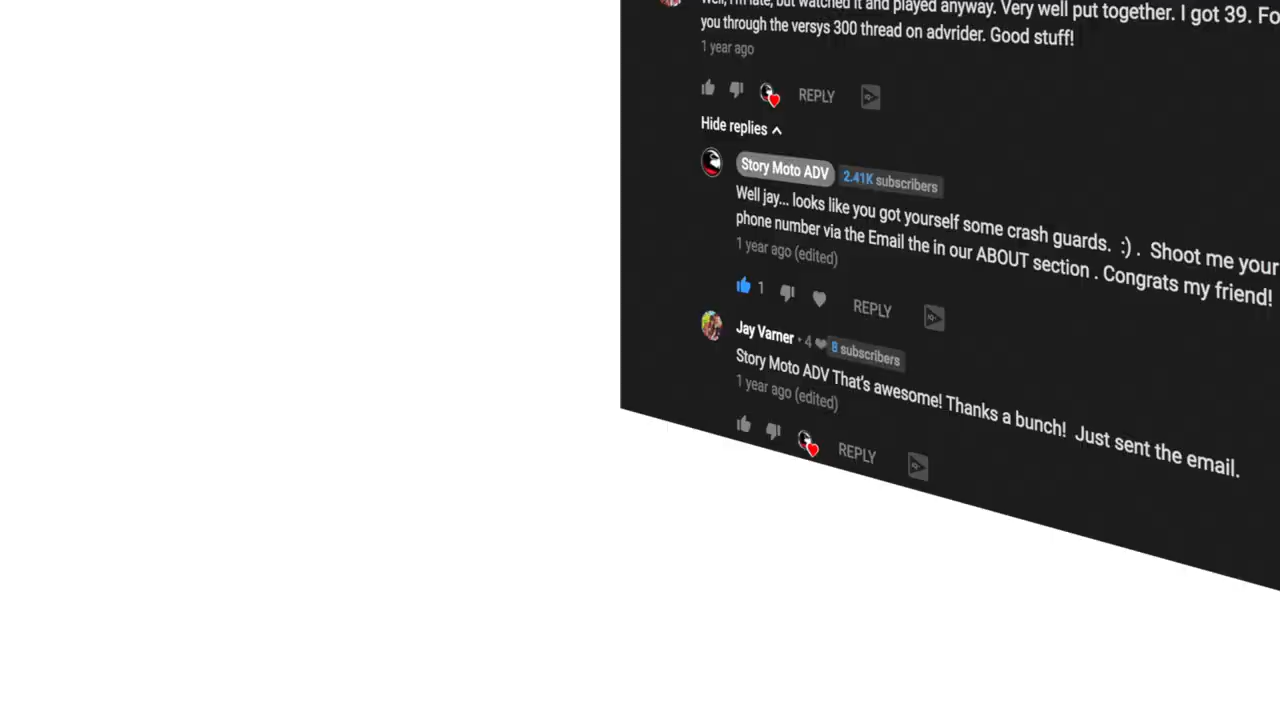 Well, I'm late, but watched it and played anyway. Very well put together. I got 39. Fo
you through the versys 300 thread on advrider. Good stuff!
1 year ago
REPLY
Hide replies
Story Moto ADV 2.41K subscribers
Well jay... looks like you got yourself some crash guards. :) . Shoot me your
phone number via the Email the in our ABOUT section . Congrats my friend!
1 year ago (edited)
1 REPLY
Jay Varner • 4 8 subscribers
Story Moto ADV That's awesome! Thanks a bunch! Just sent the email.
1 year ago (edited)
REPLY